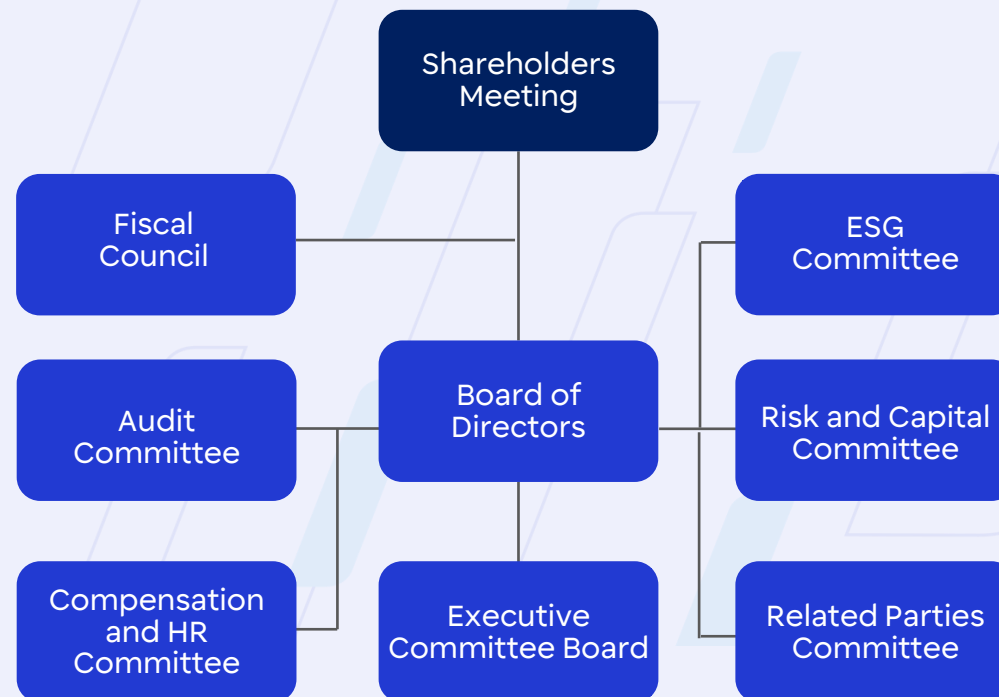 Shareholders
Meeting
Fiscal
Council
ESG
Committee
Audit
Committee
Board of
Directors
Risk and Capital
Committee
Compensation
and HR
Committee
Executive
Committee Board
Related Parties
Committee